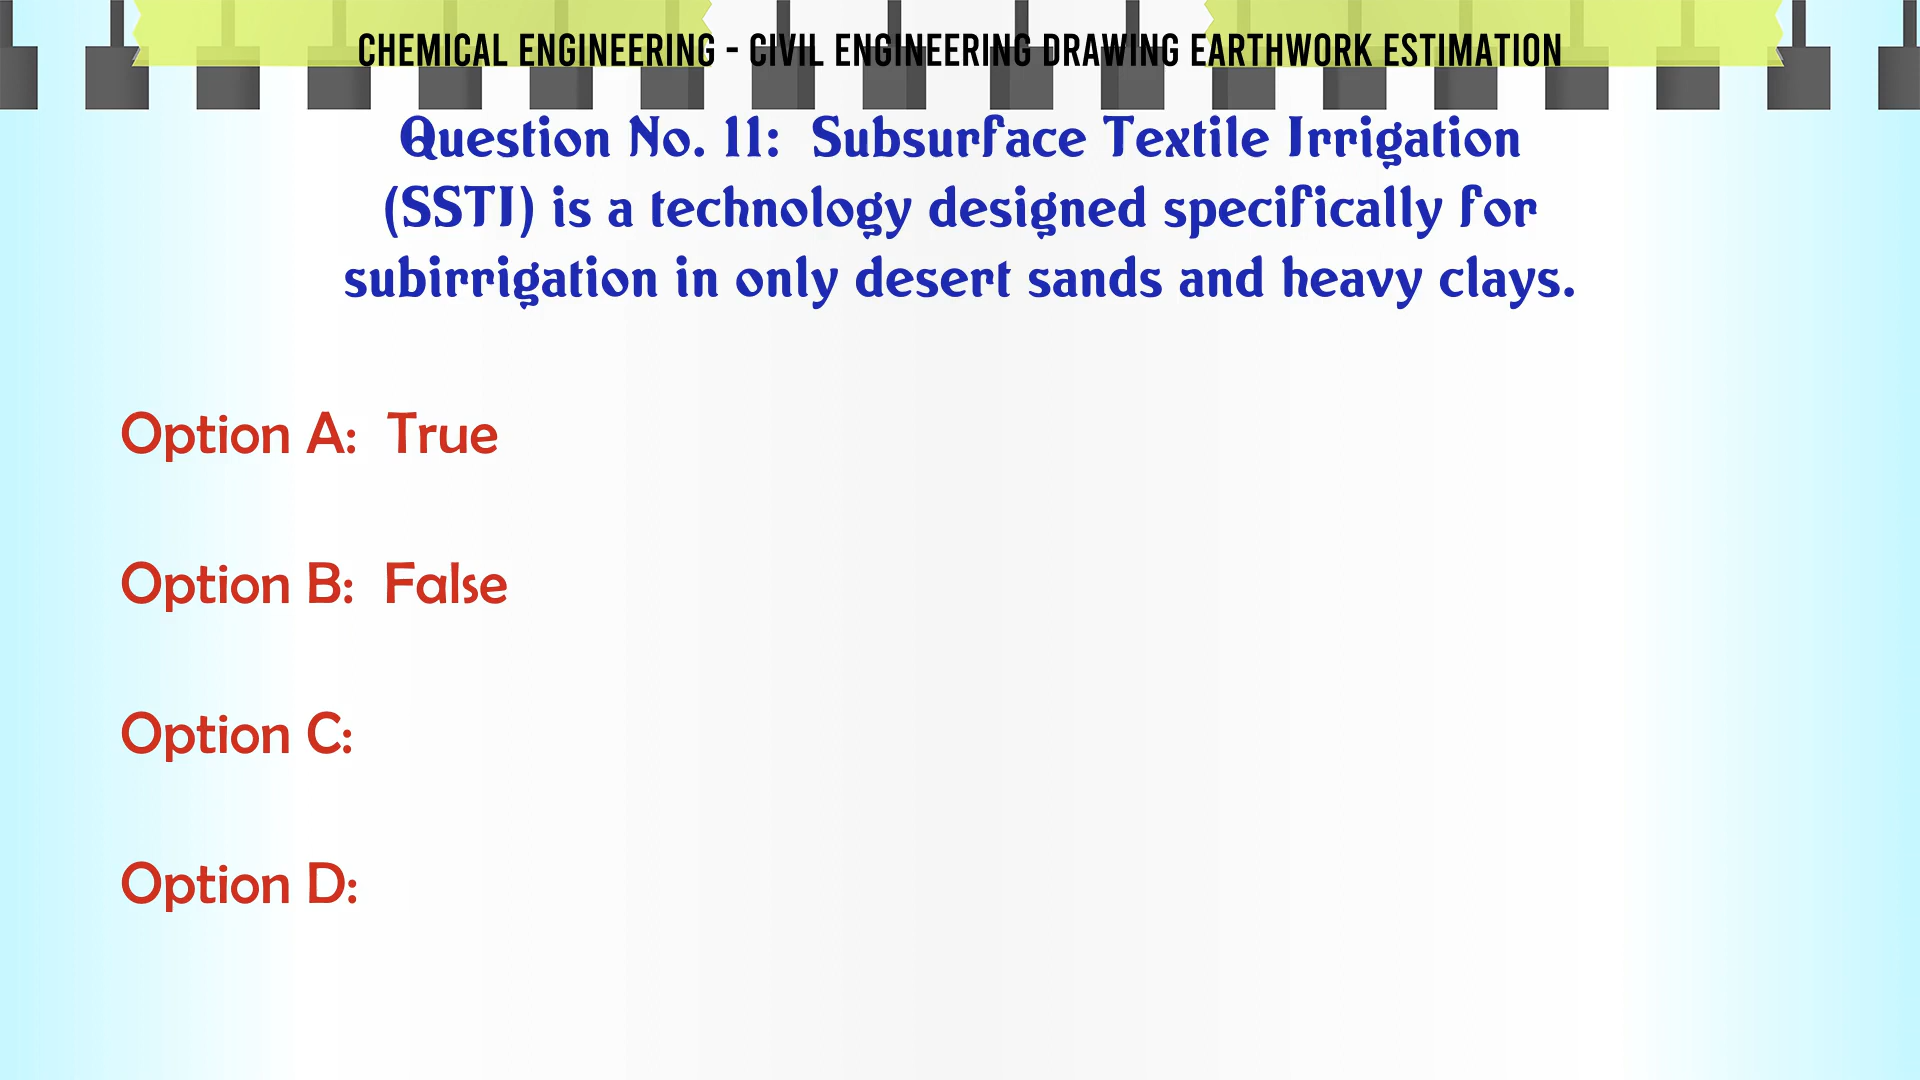 CHEMICAL ENGINEERING - CIVIL ENGINEERING DRAWING EARTHWORK ESTIMATION
Question No. 11: Subsurface Textile Irrigation
(SSTI) is a technology designed specifically for
subirrigation in only desert sands and heavy clays.
Option A: True
Option B: False
Option C:
Option D: